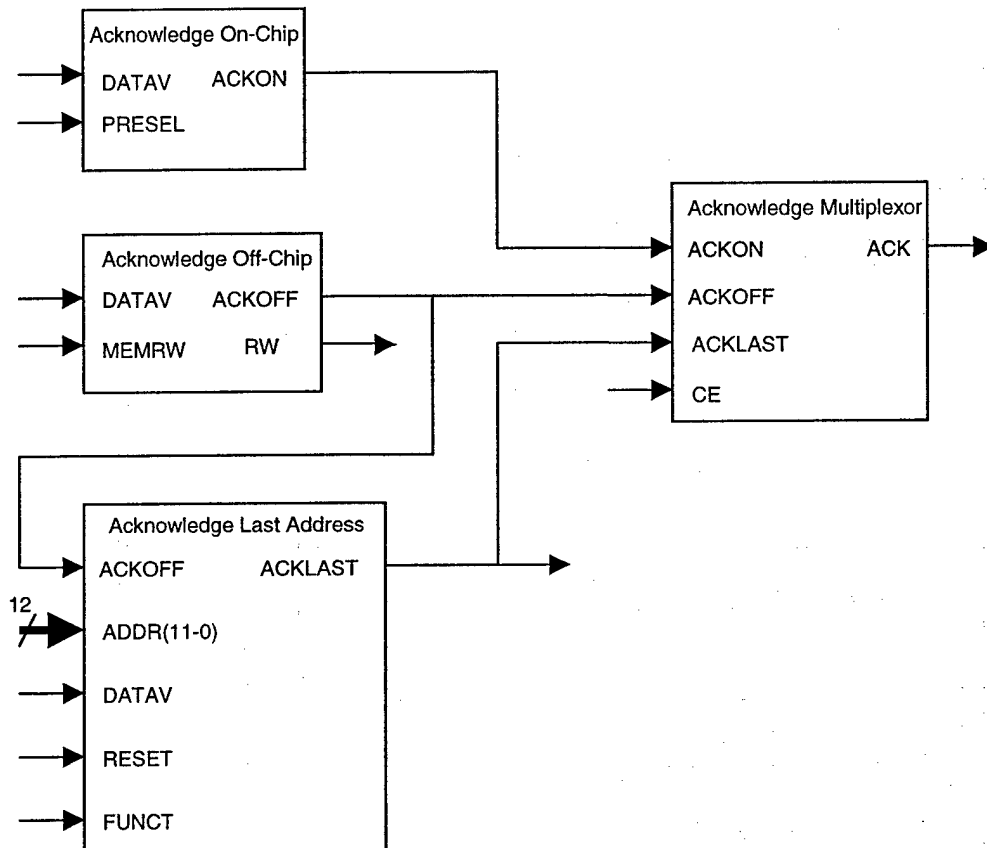 Acknowledge On-Chip
DATAV ACKON
PRESEL
Acknowledge Multiplexor
ACKON ACK
ACKOFF
ACKLAST
CE
Acknowledge Off-Chip
DATAV ACKOFF
MEMRW RW
Acknowledge Last Address
ACKOFF ACKLAST
12
ADDR(11-0)
DATAV
RESET
FUNCT